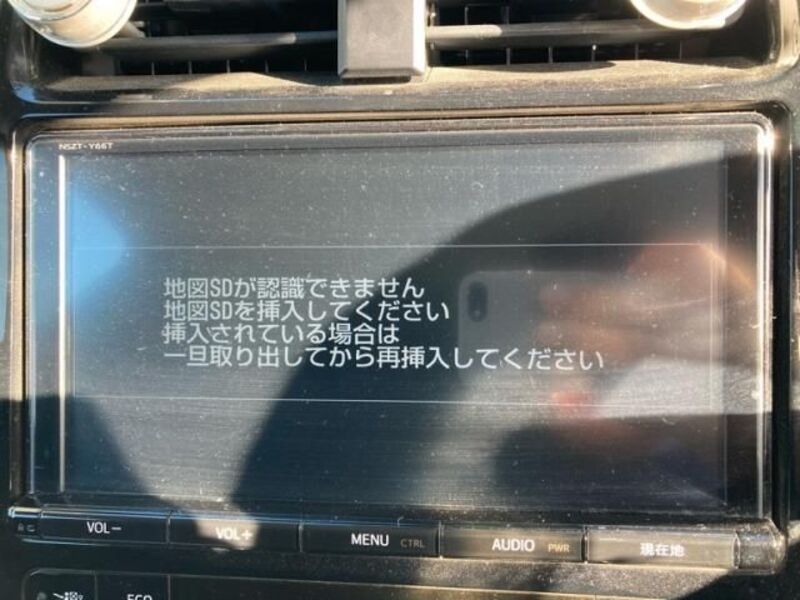 NSZT-Y66T
地図SDが認識できません
地図SDを挿入してください
挿入されている場合は
一旦取り出してから再挿入してください
VOL− VOL+ MENU CTRL AUDIO PWR 現在地
ECO